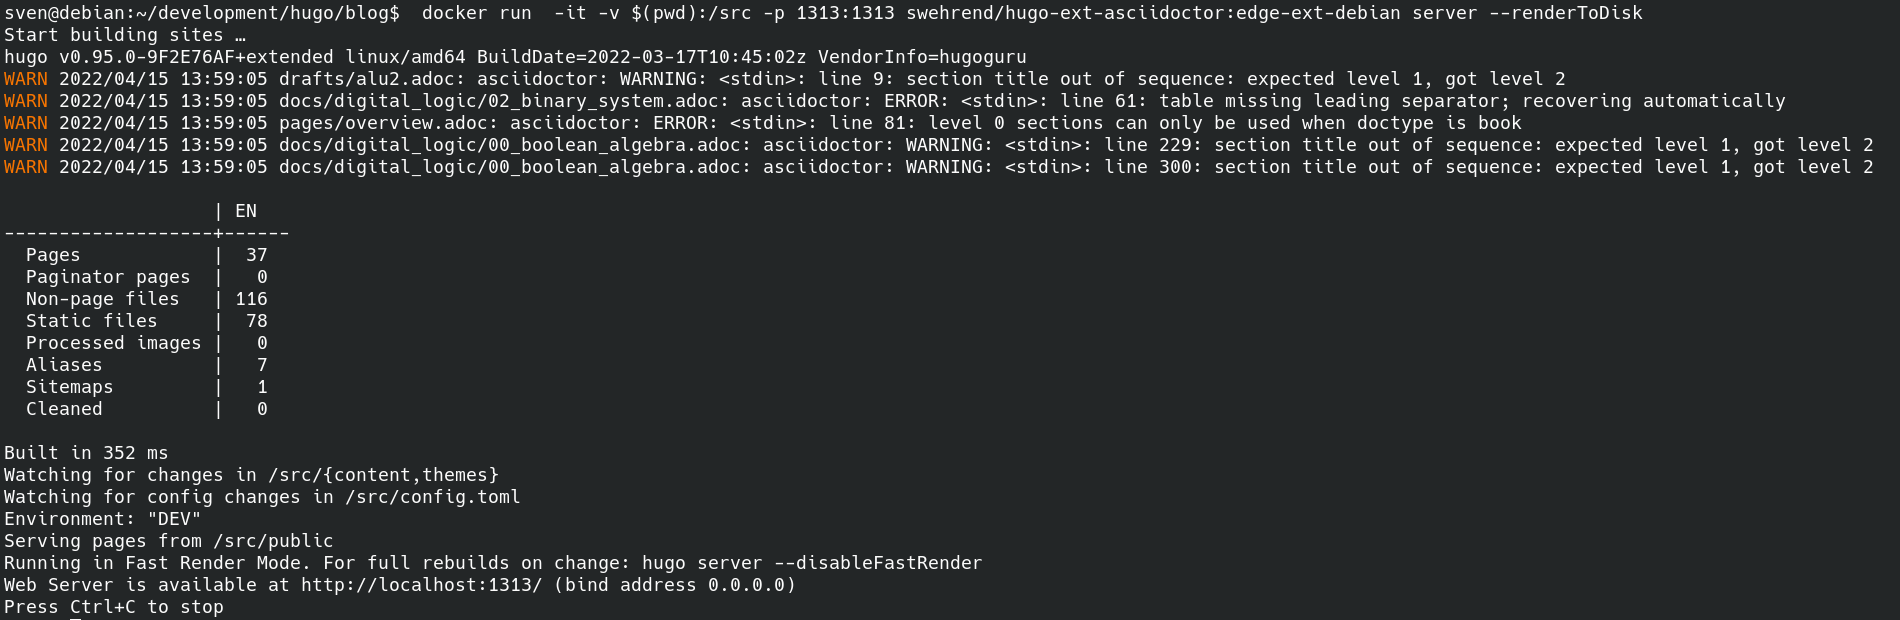 sven@debian:~/development/hugo/blog$  docker run  -it -v $(pwd):/src -p 1313:1313 swehrend/hugo-ext-asciidoctor:edge-ext-debian server --renderToDisk
Start building sites …
hugo v0.95.0-9F2E76AF+extended linux/amd64 BuildDate=2022-03-17T10:45:02z VendorInfo=hugoguru
WARN 2022/04/15 13:59:05 drafts/alu2.adoc: asciidoctor: WARNING: <stdin>: line 9: section title out of sequence: expected level 1, got level 2
WARN 2022/04/15 13:59:05 docs/digital_logic/02_binary_system.adoc: asciidoctor: ERROR: <stdin>: line 61: table missing leading separator; recovering automatically
WARN 2022/04/15 13:59:05 pages/overview.adoc: asciidoctor: ERROR: <stdin>: line 81: level 0 sections can only be used when doctype is book
WARN 2022/04/15 13:59:05 docs/digital_logic/00_boolean_algebra.adoc: asciidoctor: WARNING: <stdin>: line 229: section title out of sequence: expected level 1, got level 2
WARN 2022/04/15 13:59:05 docs/digital_logic/00_boolean_algebra.adoc: asciidoctor: WARNING: <stdin>: line 300: section title out of sequence: expected level 1, got level 2

                   | EN
-------------------+------
  Pages            |  37
  Paginator pages  |   0
  Non-page files   | 116
  Static files     |  78
  Processed images |   0
  Aliases          |   7
  Sitemaps         |   1
  Cleaned          |   0

Built in 352 ms
Watching for changes in /src/{content,themes}
Watching for config changes in /src/config.toml
Environment: "DEV"
Serving pages from /src/public
Running in Fast Render Mode. For full rebuilds on change: hugo server --disableFastRender
Web Server is available at http://localhost:1313/ (bind address 0.0.0.0)
Press Ctrl+C to stop